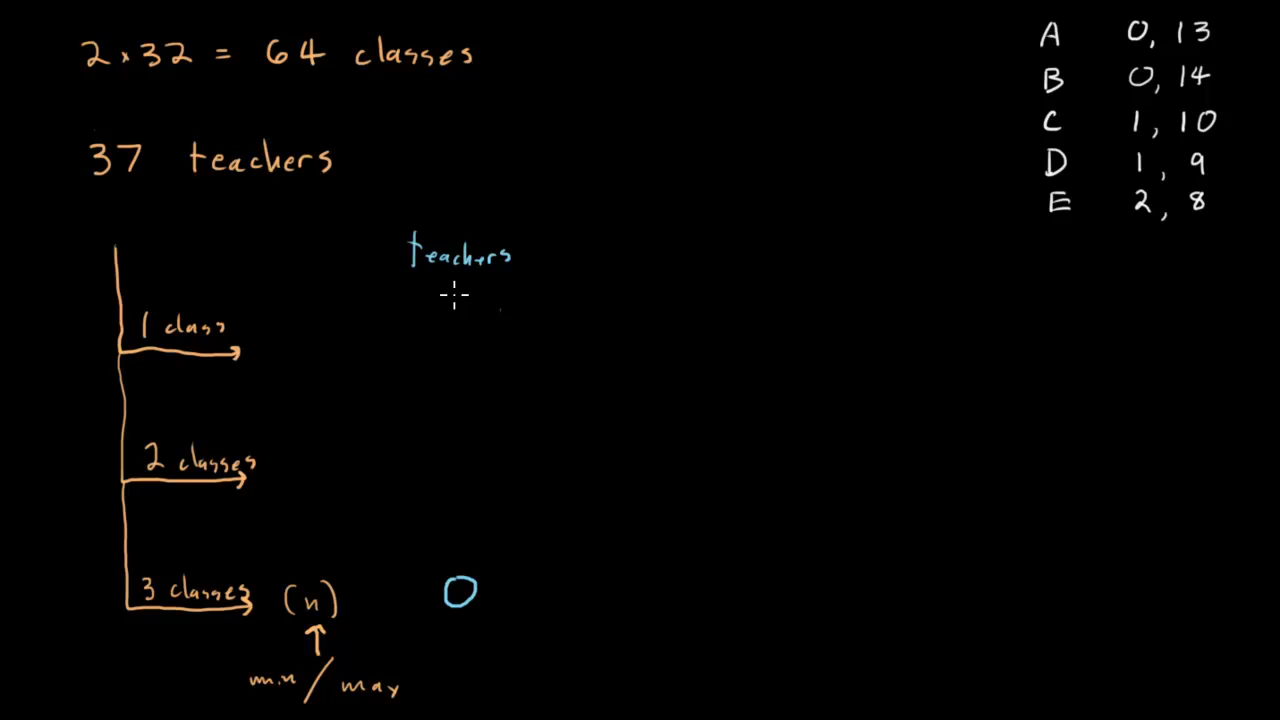 2 × 32 = 64 classes
37 teachers
A 0, 13
B 0, 14
C 1, 10
D 1, 9
E 2, 8
teachers
1 class
2 classes
3 classes (n) 0
min / max